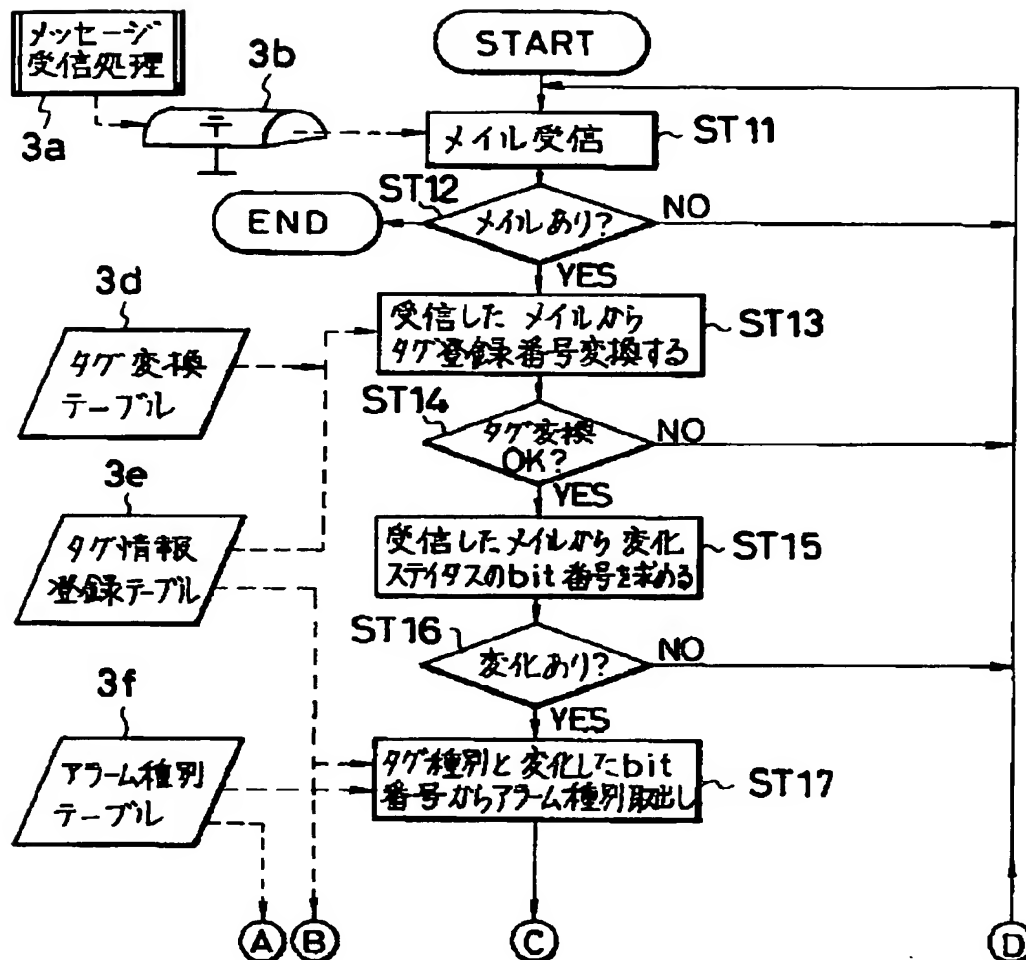 メッセージ
受信処理
3a
3b
〒
START
メイル受信
ST11
ST12
メイルあり?
NO
END
YES
3d
タグ変換
テーブル
受信したメイルから
タグ登録番号変換する
ST13
ST14
タグ変換
OK?
NO
YES
3e
タグ情報
登録テーブル
受信したメイルから変化
ステイタスのbit番号を求める
ST15
ST16
変化あり?
NO
YES
3f
アラーム種別
テーブル
タグ種別と変化したbit
番号からアラーム種別取出し
ST17
A
B
C
D